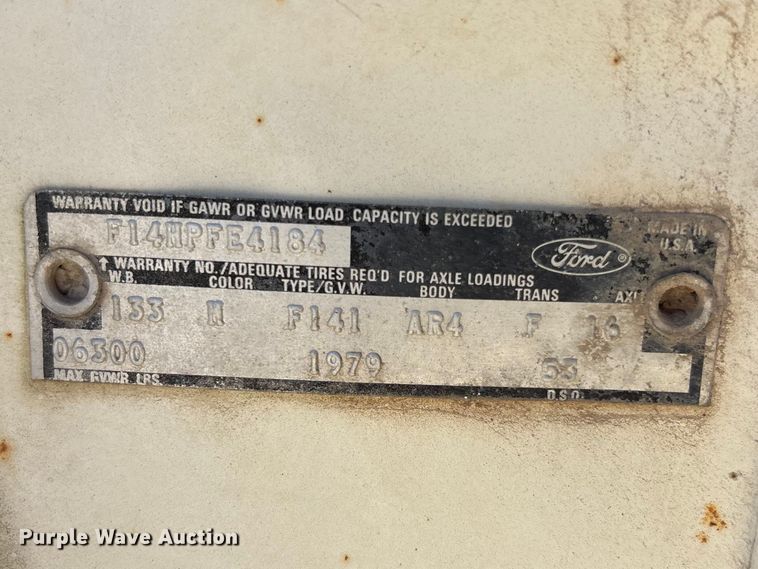 WARRANTY VOID IF GAWR OR GVWR LOAD CAPACITY IS EXCEEDED
F14HPFE4184
Ford
®
MADE IN
U.S.A.
↑ WARRANTY NO./ADEQUATE TIRES REQ'D FOR AXLE LOADINGS
W.B. COLOR TYPE/G.V.W. BODY TRANS
133 M F141 AR4 F 16
06300 1979 53
MAX. GVWR LBS. D.S.O.
Purple Wave Auction